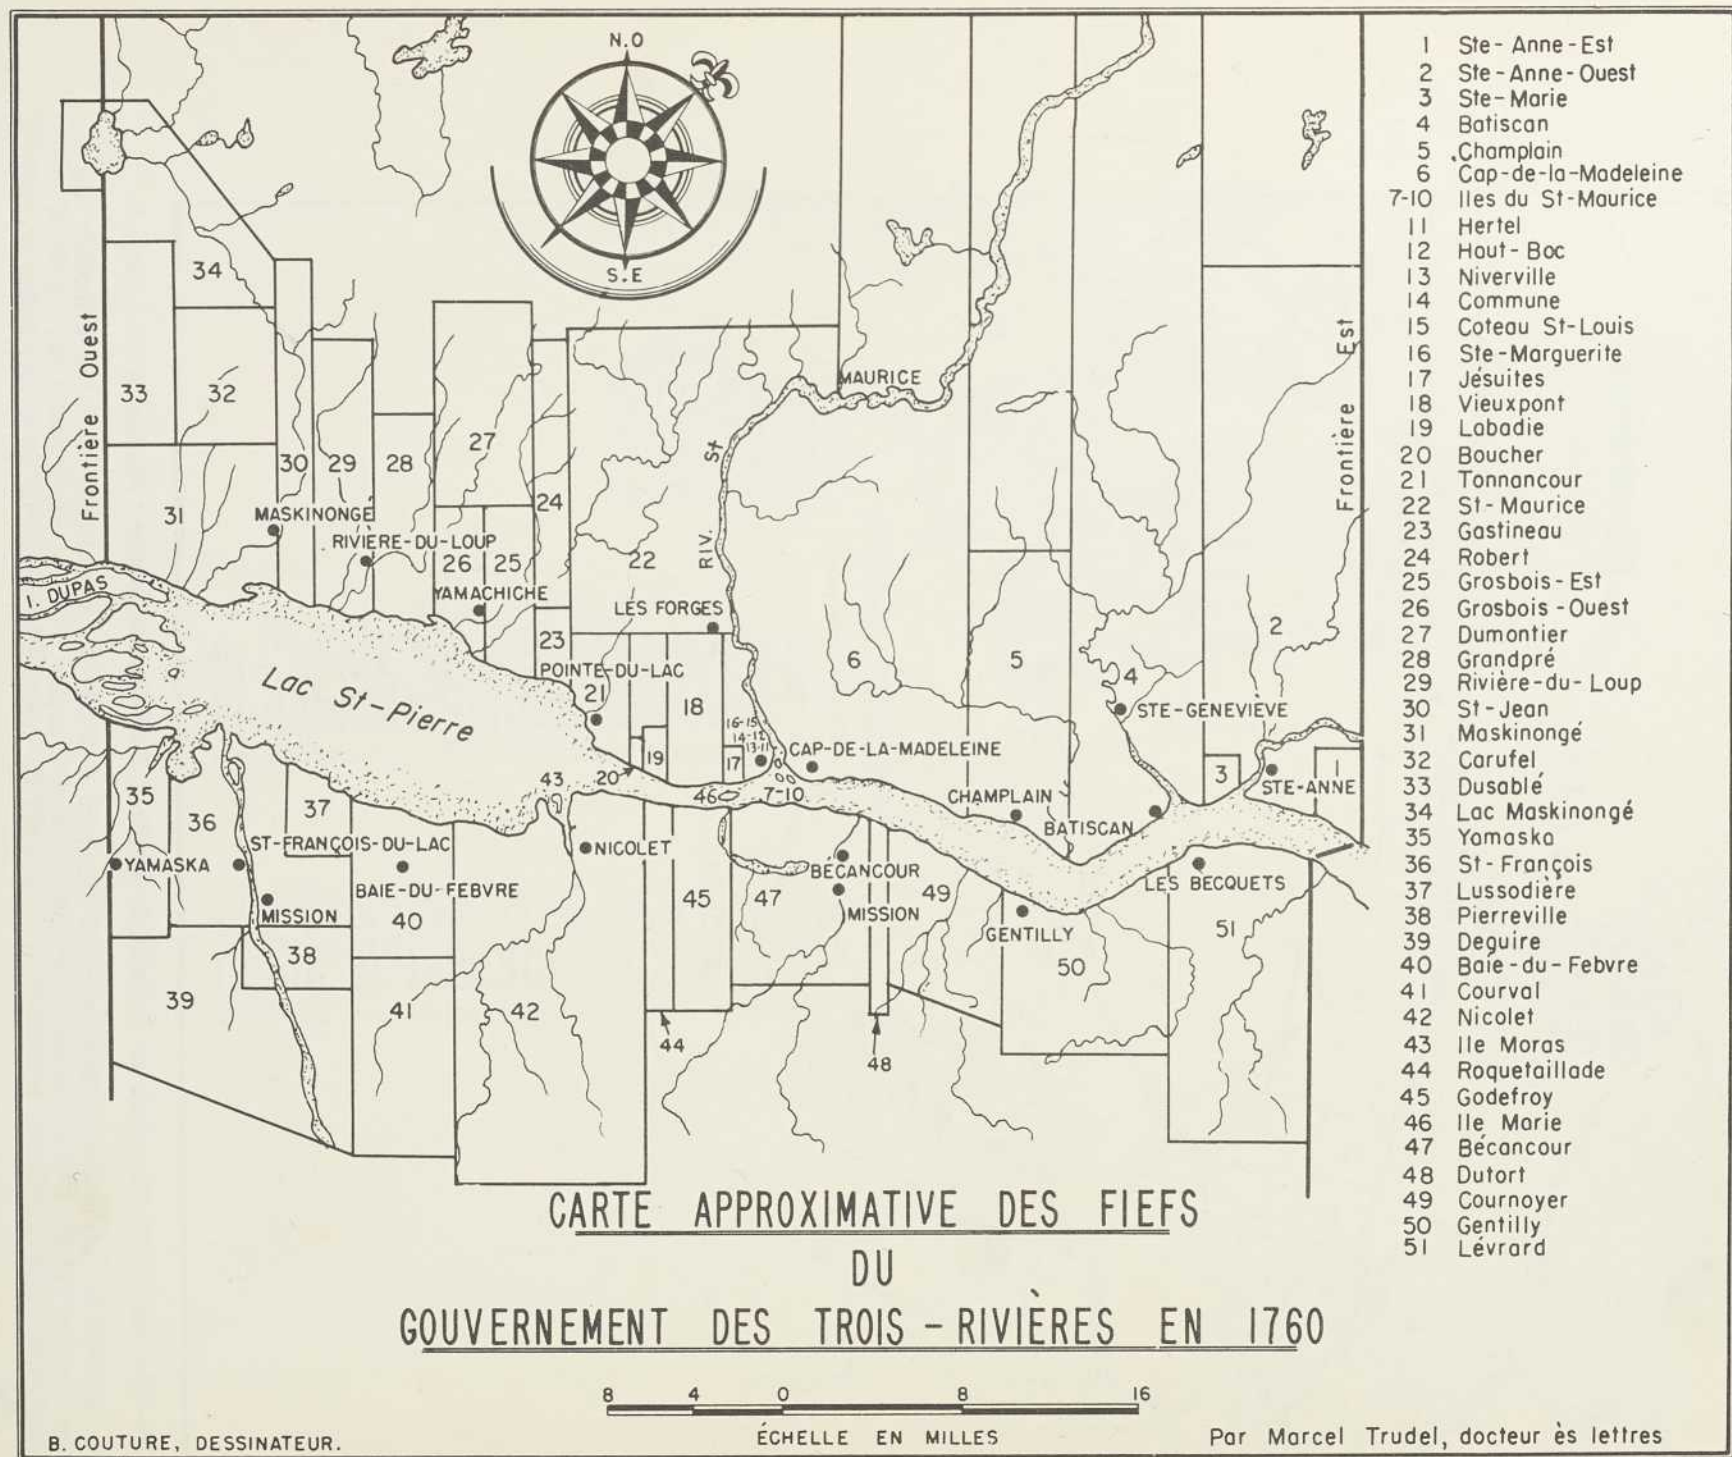 N.O
S.E
Frontière Ouest
Frontière Est
34
33
32
31
30
29
28
27
26
25
24
22
23
21
18
19
17
16-15
14-12
13-11
20
6
5
4
2
3
1
MAURICE
St
RIV.
MASKINONGÉ
RIVIÈRE-DU-LOUP
YAMACHICHE
LES FORGES
POINTE-DU-LAC
I. DUPAS
Lac St-Pierre
CAP-DE-LA-MADELEINE
STE-GENEVIÈVE
STE-ANNE
CHAMPLAIN
BATISCAN
43
46
7-10
35
36
37
YAMASKA
ST-FRANÇOIS-DU-LAC
BAIE-DU-FEBVRE
MISSION
NICOLET
BÉCANCOUR
MISSION
GENTILLY
LES BECQUETS
38
39
40
41
42
44
45
47
48
49
50
51
1 Ste-Anne-Est
2 Ste-Anne-Ouest
3 Ste-Marie
4 Batiscan
5 Champlain
6 Cap-de-la-Madeleine
7-10 Iles du St-Maurice
11 Hertel
12 Haut-Boc
13 Niverville
14 Commune
15 Coteau St-Louis
16 Ste-Marguerite
17 Jésuites
18 Vieuxpont
19 Labadie
20 Boucher
21 Tonnancour
22 St-Maurice
23 Gastineau
24 Robert
25 Grosbois-Est
26 Grosbois-Ouest
27 Dumontier
28 Grandpré
29 Rivière-du-Loup
30 St-Jean
31 Maskinongé
32 Carufel
33 Dusablé
34 Lac Maskinongé
35 Yamaska
36 St-François
37 Lussodière
38 Pierreville
39 Deguire
40 Baie-du-Febvre
41 Courval
42 Nicolet
43 Ile Moras
44 Roquetaillade
45 Godefroy
46 Ile Marie
47 Bécancour
48 Dutort
49 Cournoyer
50 Gentilly
51 Lévrard
CARTE APPROXIMATIVE DES FIEFS
DU
GOUVERNEMENT DES TROIS-RIVIÈRES EN 1760
8 4 0 8 16
ÉCHELLE EN MILLES
B. COUTURE, DESSINATEUR.
Par Marcel Trudel, docteur ès lettres